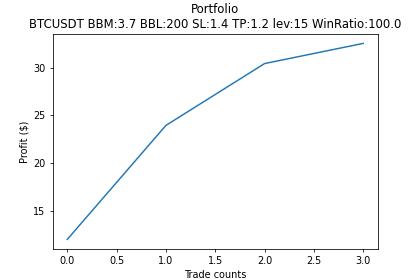 Portfolio
BTCUSDT BBM:3.7 BBL:200 SL:1.4 TP:1.2 lev:15 WinRatio:100.0
30
25
20
15
Profit ($)
0.0 0.5 1.0 1.5 2.0 2.5 3.0
Trade counts